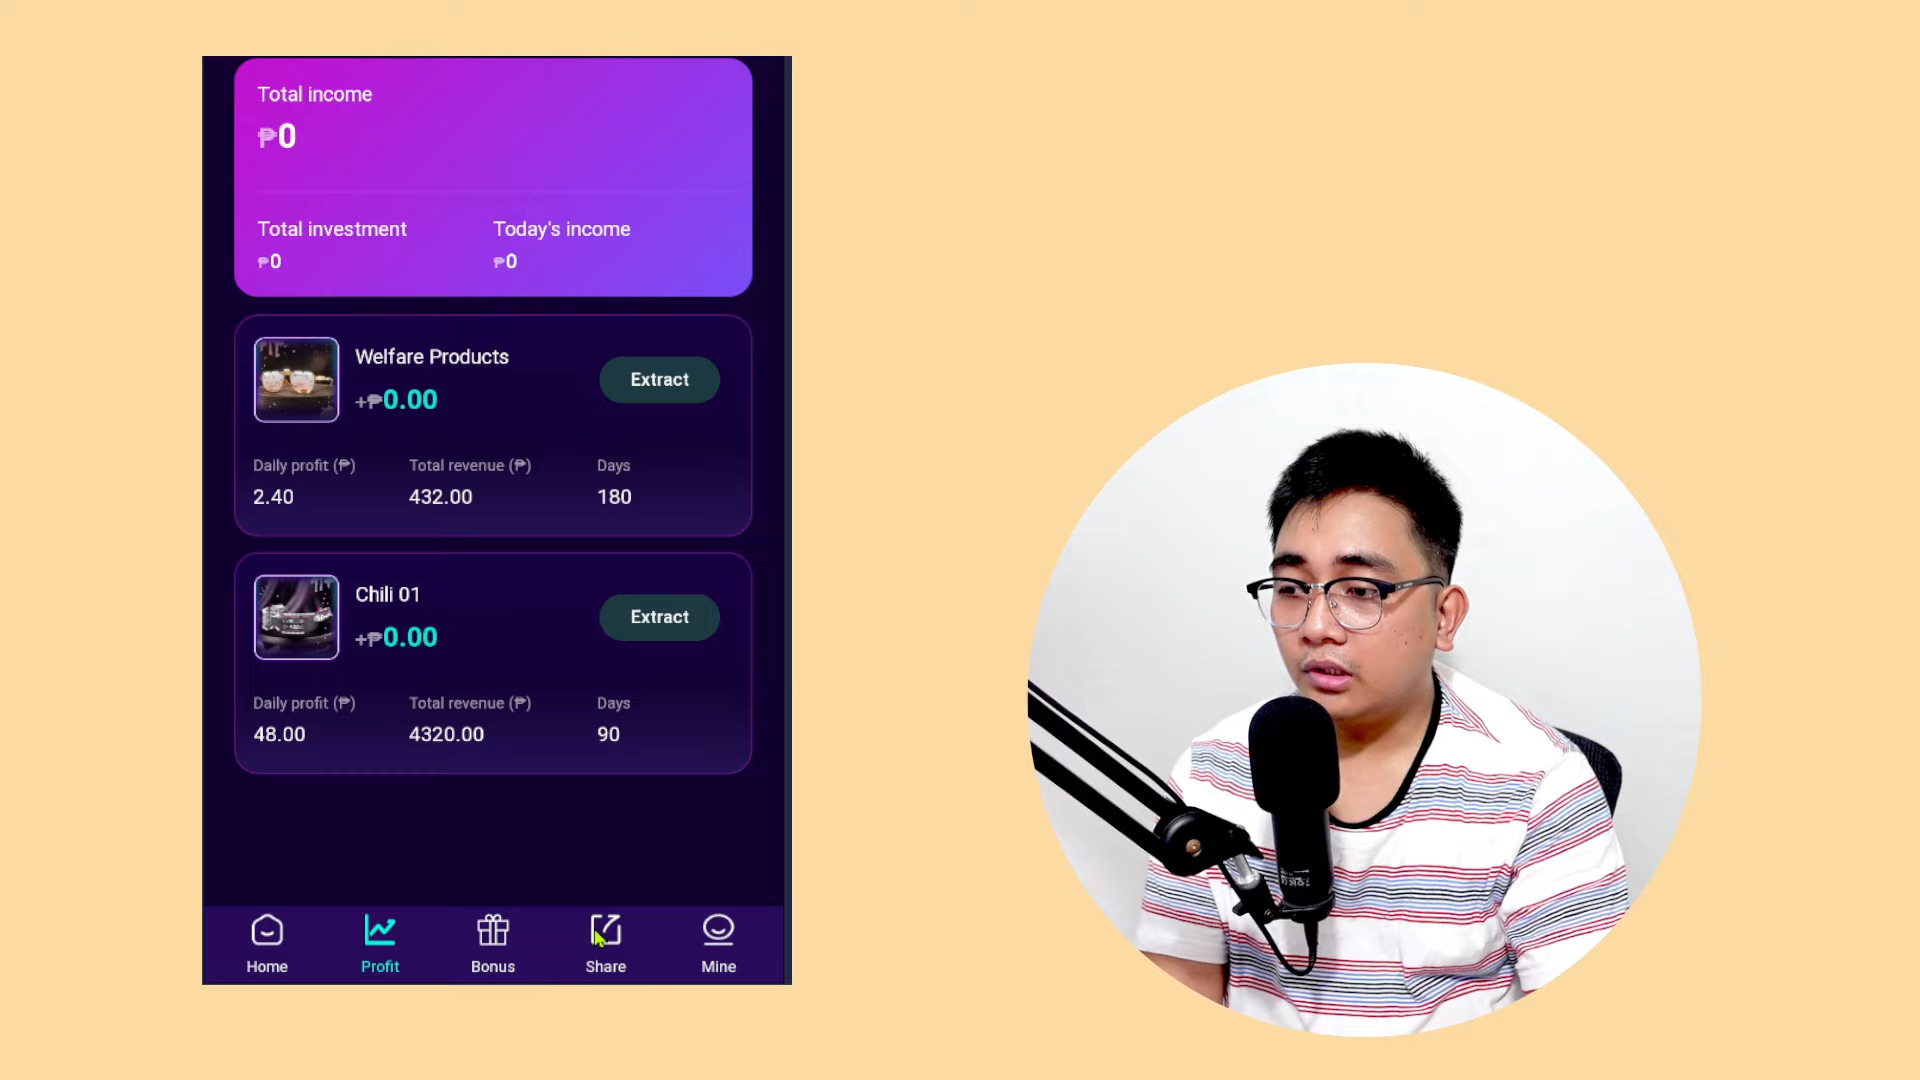 Total income
₱0
Total investment
Today's income
₱0
₱0
Welfare Products
+₱0.00
Extract
Daily profit (₱)
Total revenue (₱)
Days
2.40
432.00
180
Chili 01
+₱0.00
Extract
Daily profit (₱)
Total revenue (₱)
Days
48.00
4320.00
90
Home
Profit
Bonus
Share
Mine